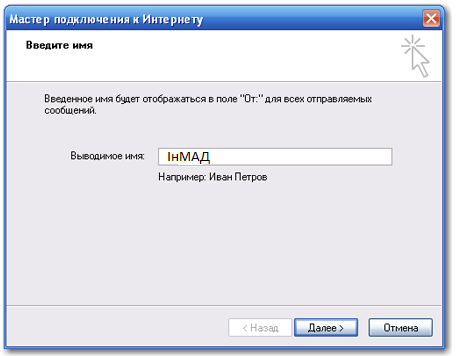 Мастер подключения к Интернету
Введите имя
Введенное имя будет отображаться в поле "От:" для всех отправляемых
сообщений.
Выводимое имя: ІнМАД
Например: Иван Петров
< Назад Далее > Отмена